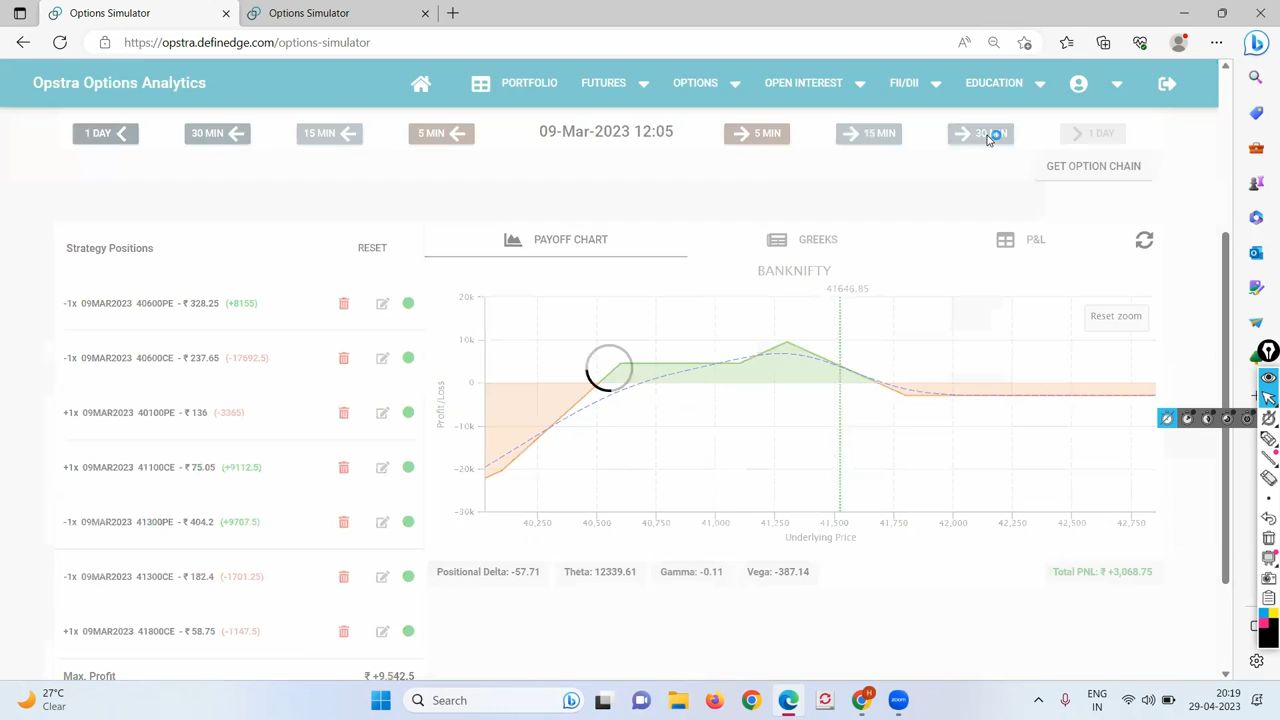 Options Simulator
Options Simulator
https://opstra.definedge.com/options-simulator
Opstra Options Analytics
PORTFOLIO
FUTURES
OPTIONS
OPEN INTEREST
FII/DII
EDUCATION
1 DAY
30 MIN
15 MIN
5 MIN
09-Mar-2023 12:05
5 MIN
15 MIN
1 DAY
GET OPTION CHAIN
Strategy Positions
RESET
PAYOFF CHART
GREEKS
P&L
BANKNIFTY
41646.85
Reset zoom
-1x 09MAR2023 40600PE - ₹ 328.25 (+8155)
-1x 09MAR2023 40600CE - ₹ 237.65 (-17692.5)
+1x 09MAR2023 40100PE - ₹ 136 (-3365)
+1x 09MAR2023 41100CE - ₹ 75.05 (+9112.5)
-1x 09MAR2023 41300PE - ₹ 404.2 (+9707.5)
-1x 09MAR2023 41300CE - ₹ 182.4 (-1701.25)
+1x 09MAR2023 41800CE - ₹ 58.75 (-1147.5)
Max. Profit
₹ +9,542.5
20k
10k
0
-10k
-20k
-30k
Profit/Loss
40,250
40,500
40,750
41,000
41,250
41,500
41,750
42,000
42,250
42,500
42,750
Underlying Price
Positional Delta: -57.71
Theta: 12339.61
Gamma: -0.11
Vega: -387.14
Total PNL: ₹ +3,068.75
27°C
Clear
Search
ENG
IN
20:19
29-04-2023